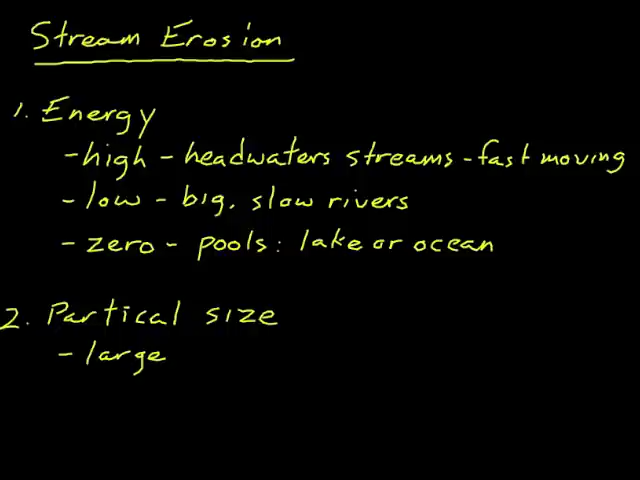 Stream Erosion
1. Energy
- high - headwaters streams - fast moving
- low - big, slow rivers
- zero - pools: lake or ocean
2. Partical size
- large